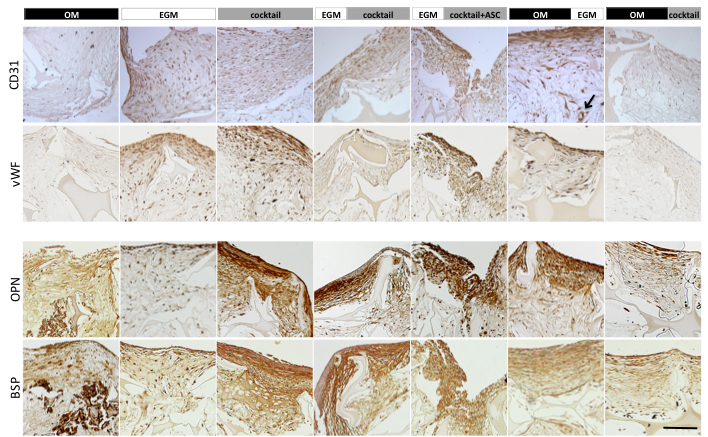 OM EGM cocktail EGM cocktail EGM cocktail+ASC OM EGM OM cocktail
CD31
vWF
OPN
BSP